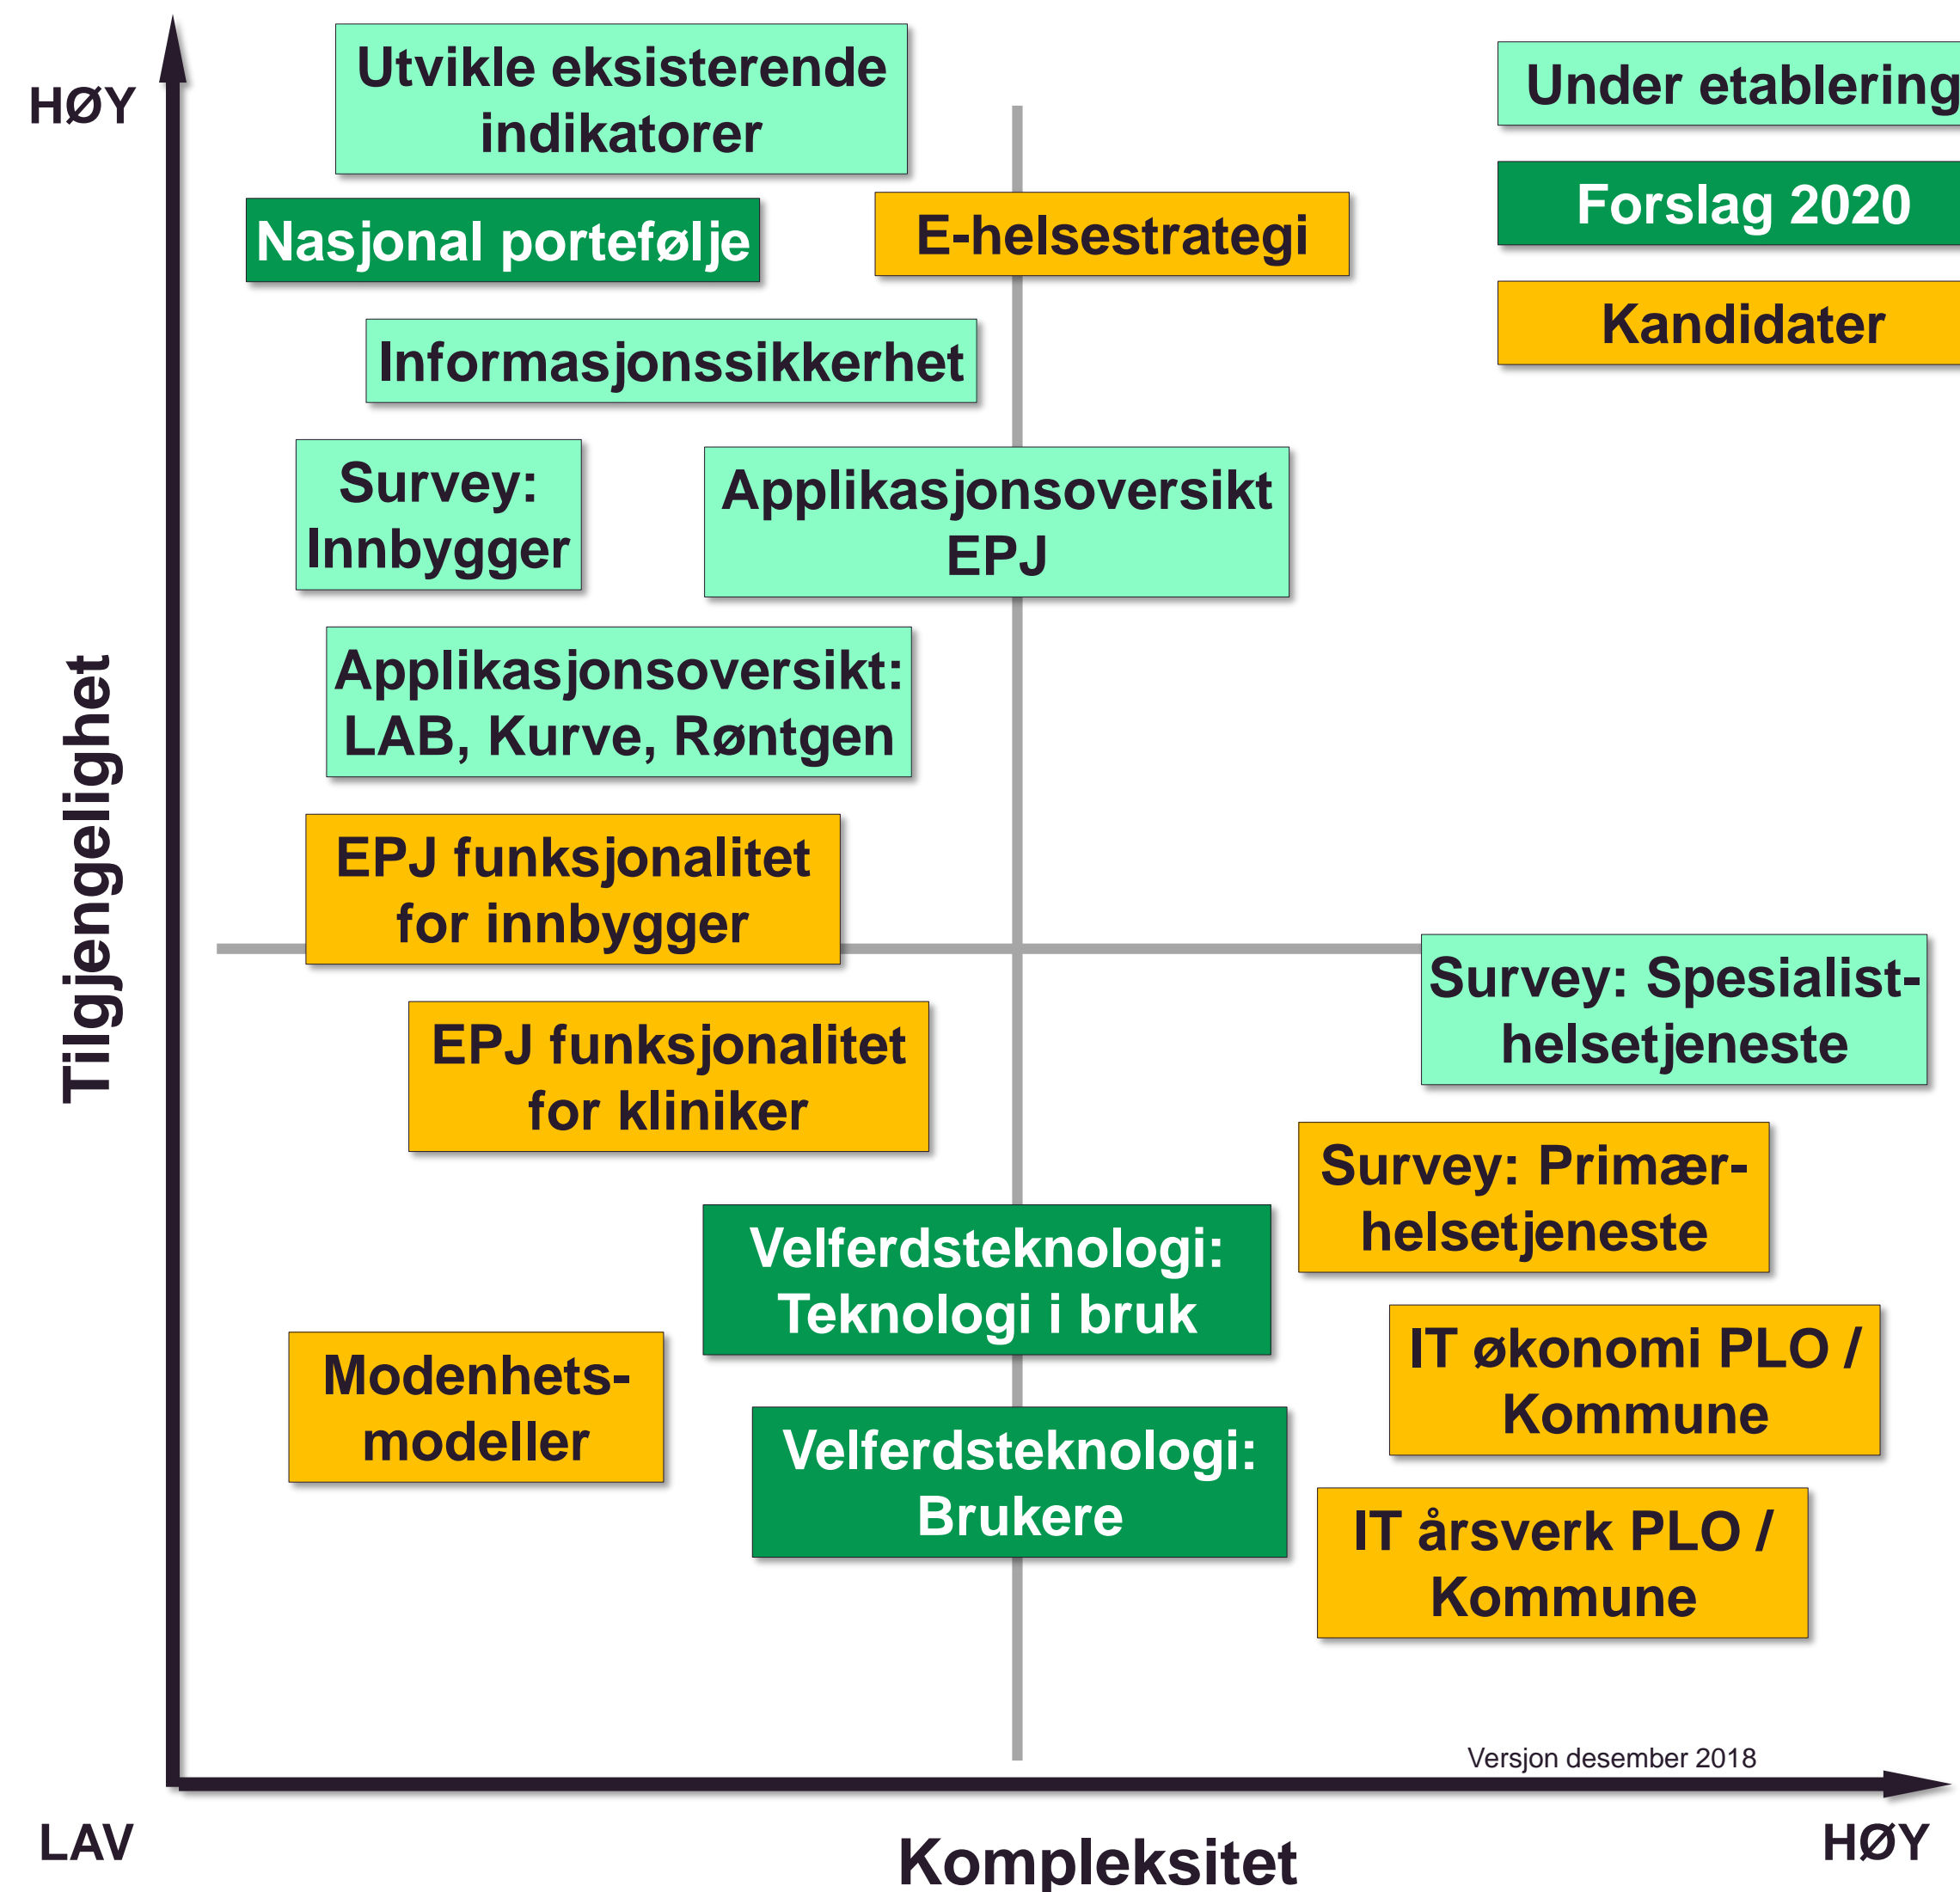 HØY
Utvikle eksisterende
indikatorer
Under etablering
Nasjonal portefølje
E-helsestrategi
Forslag 2020
Kandidater
Informasjonssikkerhet
Survey:
Innbygger
Applikasjonsoversikt
EPJ
Applikasjonsoversikt:
LAB, Kurve, Røntgen
Tilgjengelighet
EPJ funksjonalitet
for innbygger
Survey: Spesialist-
helsetjeneste
EPJ funksjonalitet
for kliniker
Survey: Primær-
helsetjeneste
Velferdsteknologi:
Teknologi i bruk
IT økonomi PLO /
Kommune
Modenhets-
modeller
Velferdsteknologi:
Brukere
IT årsverk PLO /
Kommune
Versjon desember 2018
LAV
Kompleksitet
HØY